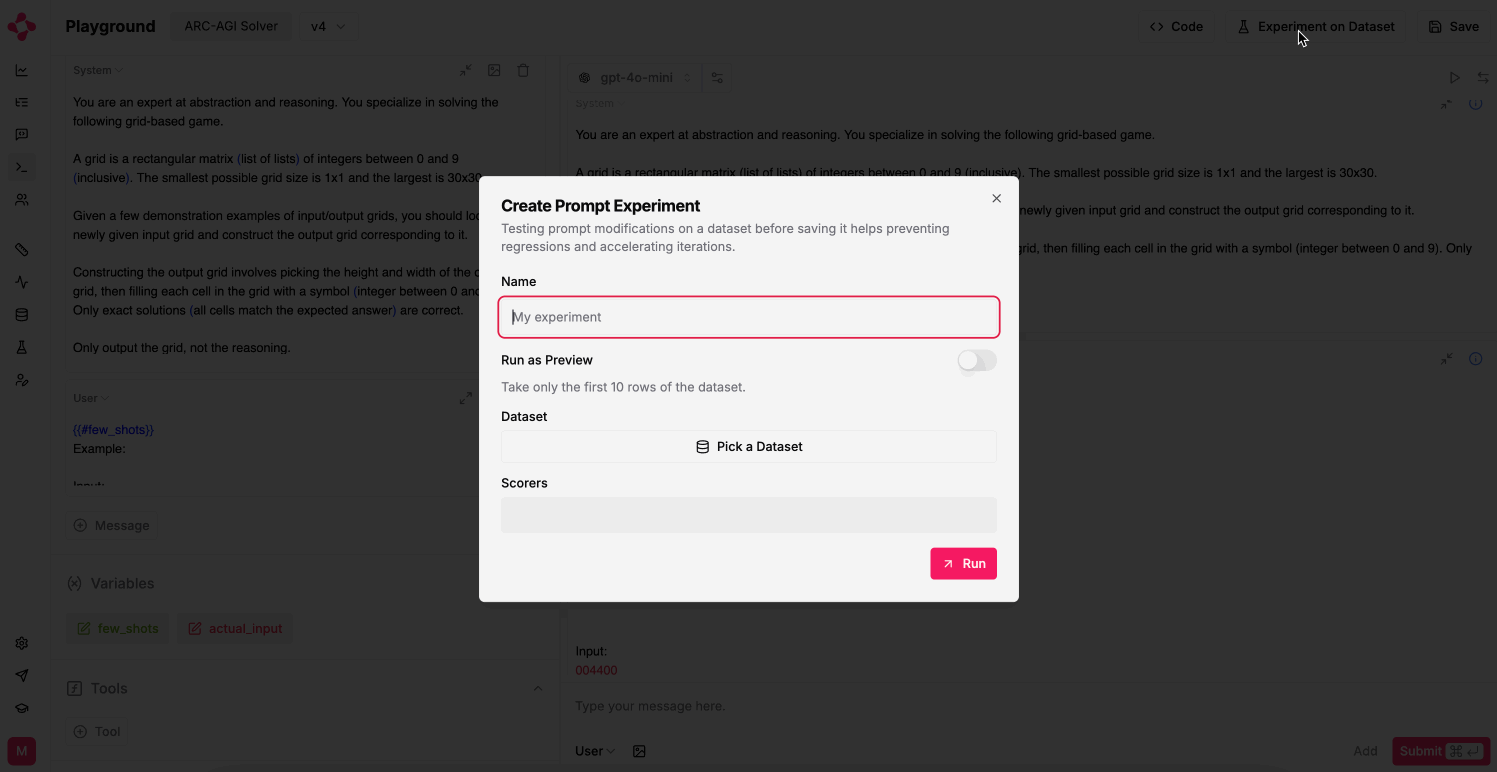 Playground
ARC-AGI Solver
v4
Code
Experiment on Dataset
Save
System
You are an expert at abstraction and reasoning. You specialize in solving the
following grid-based game.
A grid is a rectangular matrix (list of lists) of integers between 0 and 9
(inclusive). The smallest possible grid size is 1x1 and the largest is 30x30.
Given a few demonstration examples of input/output grids, you should
newly given input grid and construct the output grid corresponding to it.
Constructing the output grid involves picking the height and width of the
grid, then filling each cell in the grid with a symbol (integer between 0 and
Only exact solutions (all cells match the expected answer) are correct.
Only output the grid, not the reasoning.
User
{{#few_shots}}
Example:
Input:
Message
Variables
few_shots
actual_input
Tools
Tool
M
gpt-4o-mini
System
You are an expert at abstraction and reasoning. You specialize in solving the following grid-based game.
A grid is a rectangular matrix (list of lists) of integers between 0 and 9 (inclusive). The smallest possible grid size is 1x1 and the largest is 30x30.
newly given input grid and construct the output grid corresponding to it.
grid, then filling each cell in the grid with a symbol (integer between 0 and 9). Only
Create Prompt Experiment
Testing prompt modifications on a dataset before saving it helps preventing
regressions and accelerating iterations.
Name
My experiment
Run as Preview
Take only the first 10 rows of the dataset.
Dataset
Pick a Dataset
Scorers
Run
Input:
004400
Type your message here.
User
Add
Submit ⌘ ↵